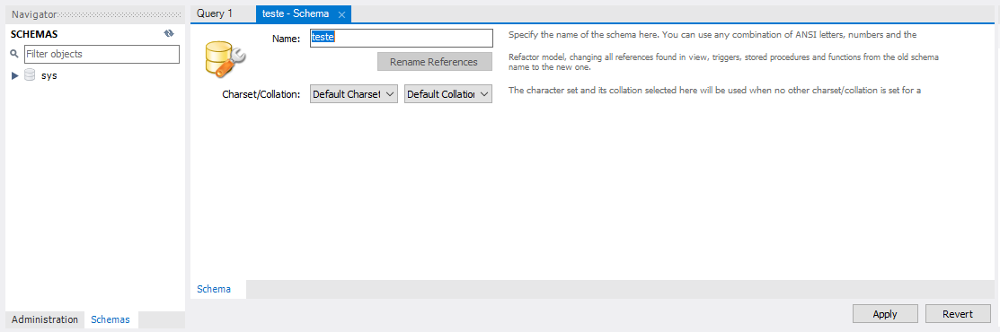 Navigator
SCHEMAS
Filter objects
sys
Administration Schemas
Query 1
teste - Schema
Name: teste
Specify the name of the schema here. You can use any combination of ANSI letters, numbers and the
Rename References
Refactor model, changing all references found in view, triggers, stored procedures and functions from the old schema
name to the new one.
Charset/Collation: Default Charset Default Collation
The character set and its collation selected here will be used when no other charset/collation is set for a
Schema
Apply Revert